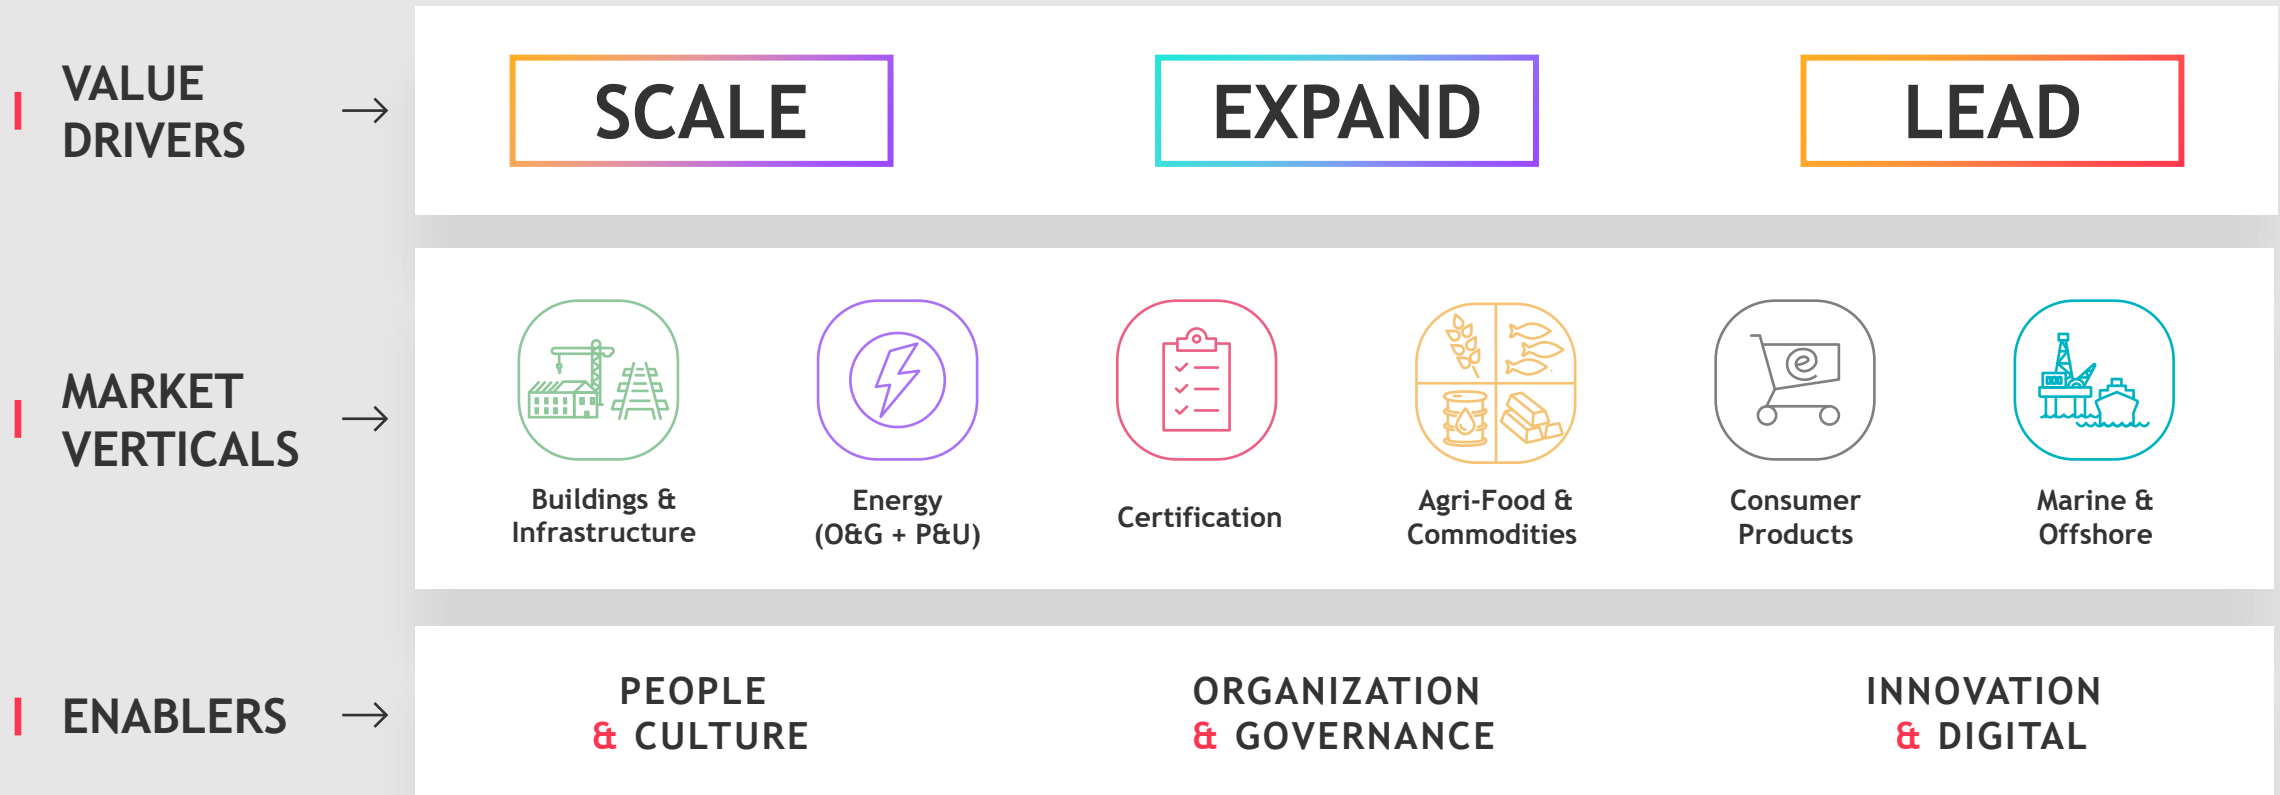 VALUE
DRIVERS
SCALE
EXPAND
LEAD
MARKET
VERTICALS
Buildings &
Infrastructure
Energy
(O&G + P&U)
Certification
Agri-Food &
Commodities
e
Consumer
Products
Marine &
Offshore
ENABLERS
PEOPLE
& CULTURE
ORGANIZATION
& GOVERNANCE
INNOVATION
& DIGITAL